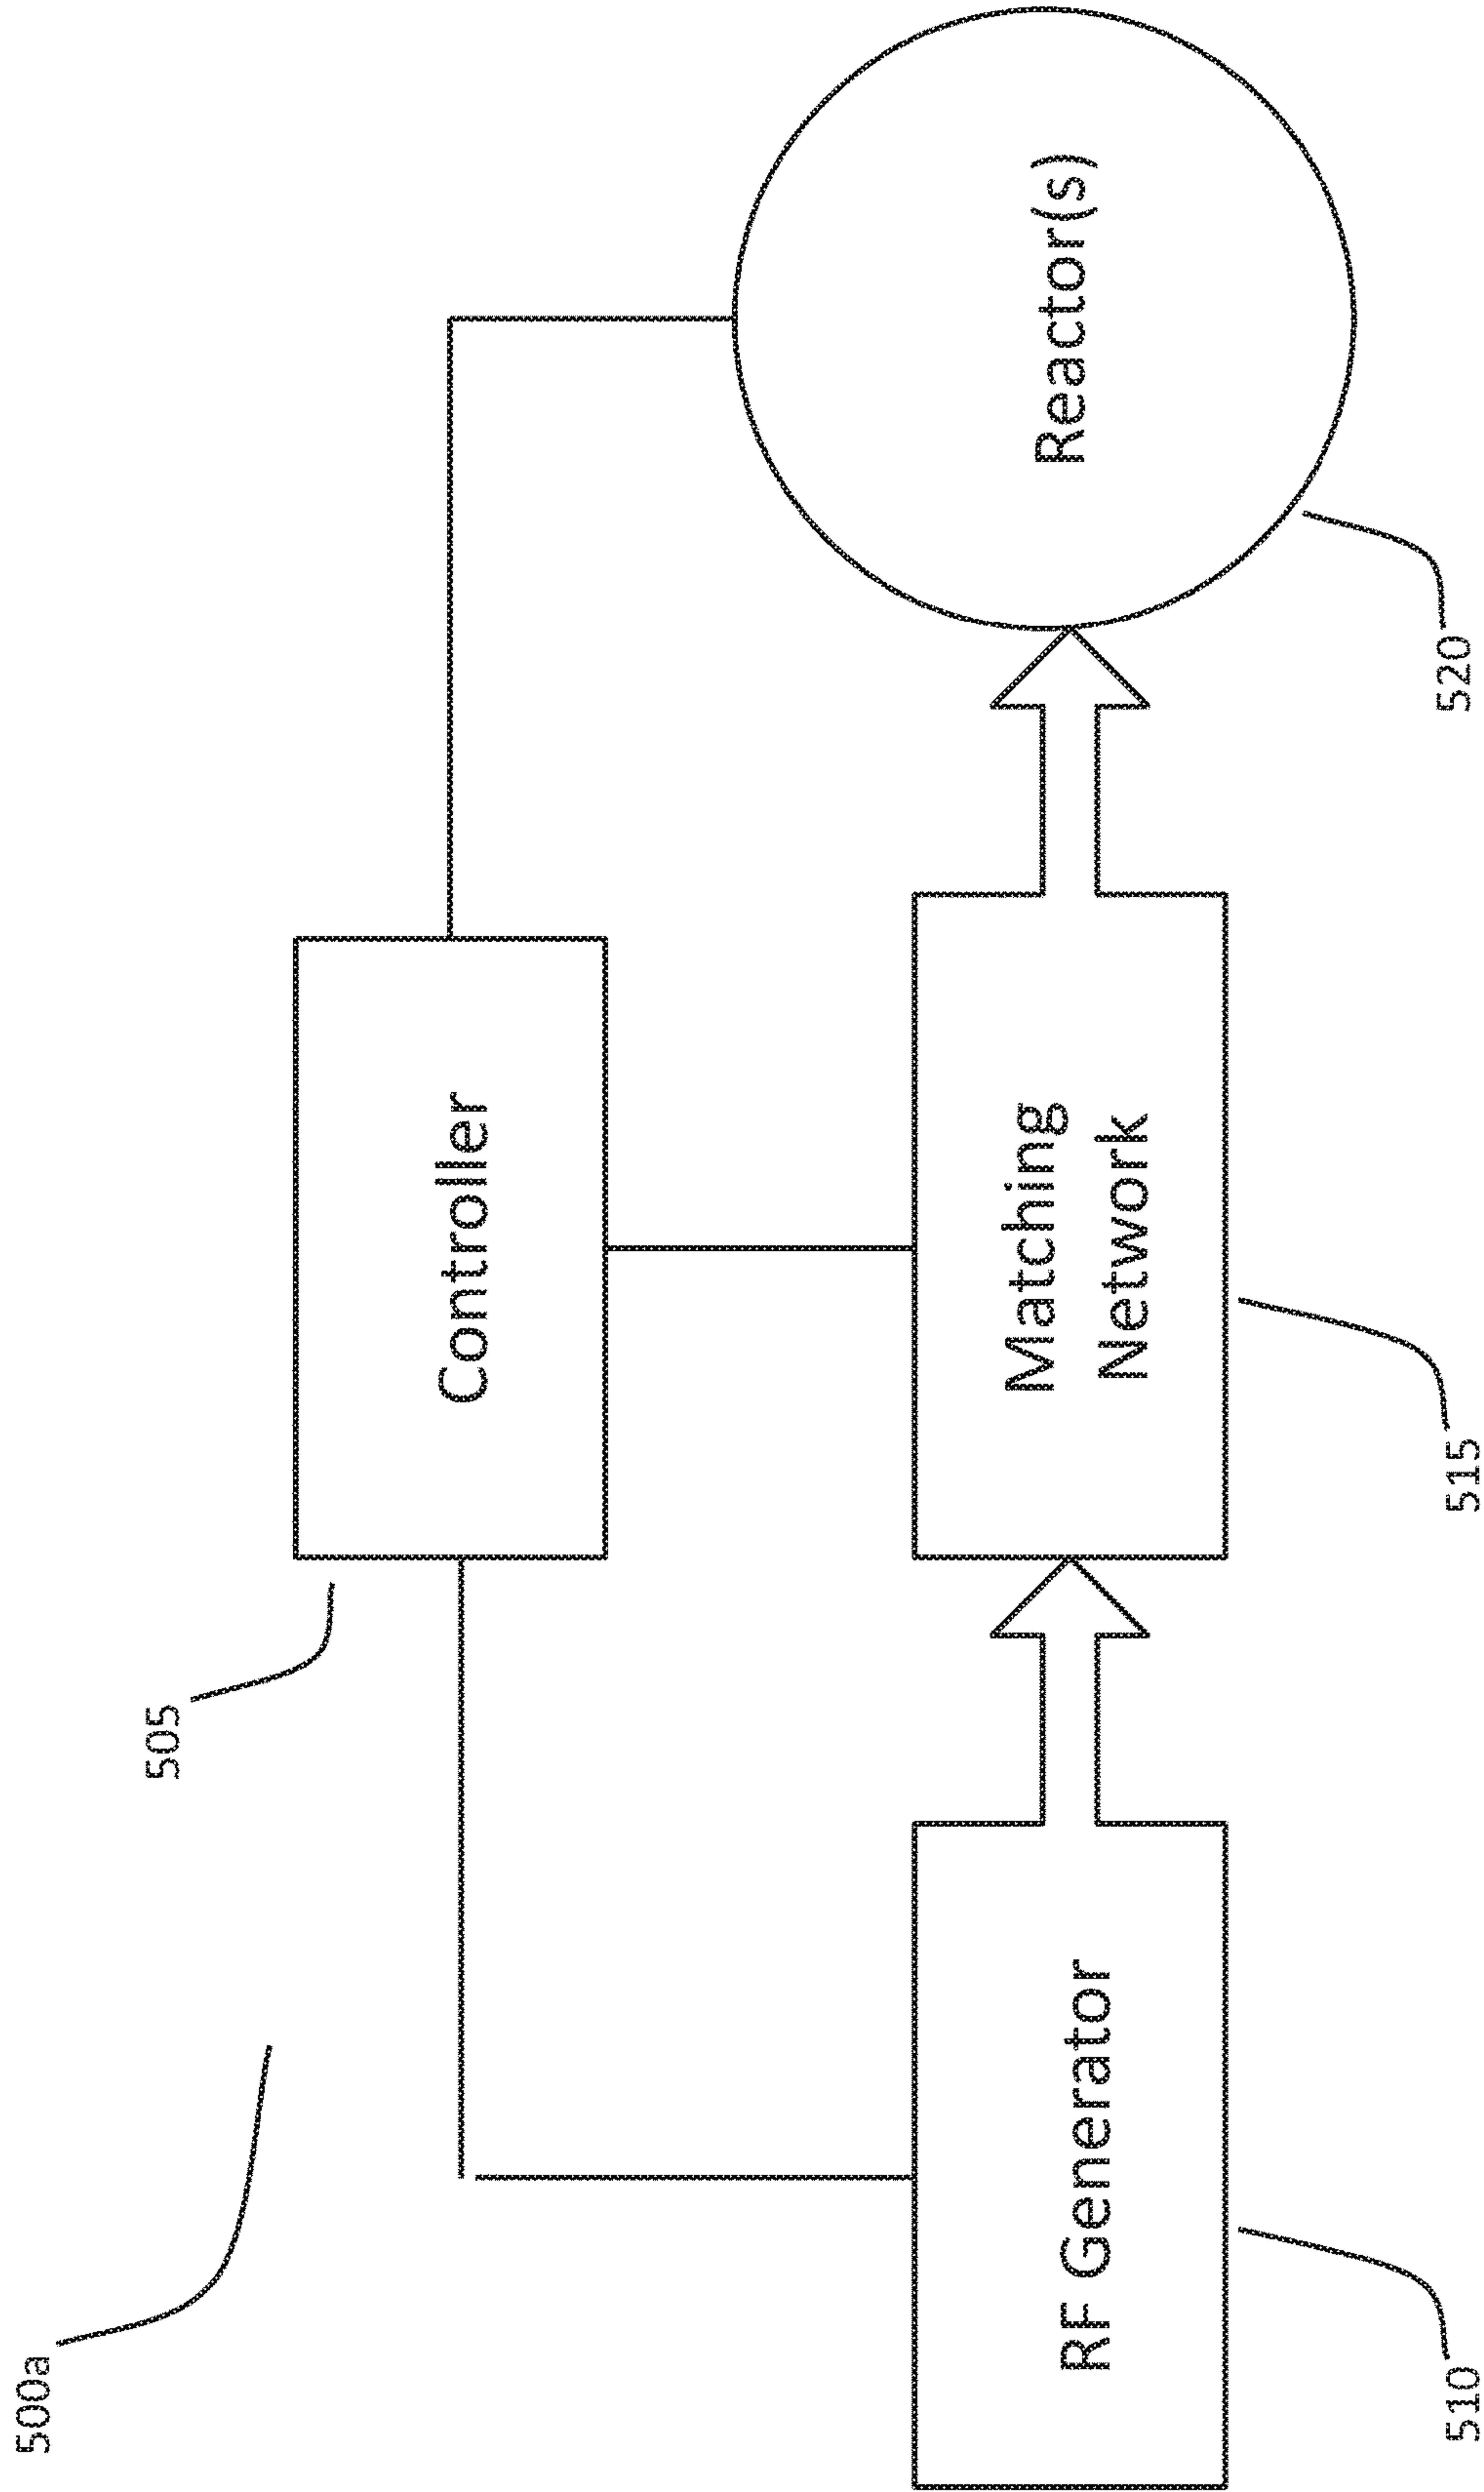 500a
505
Controller
RF Generator
Matching
Network
Reactor(s)
510
515
520